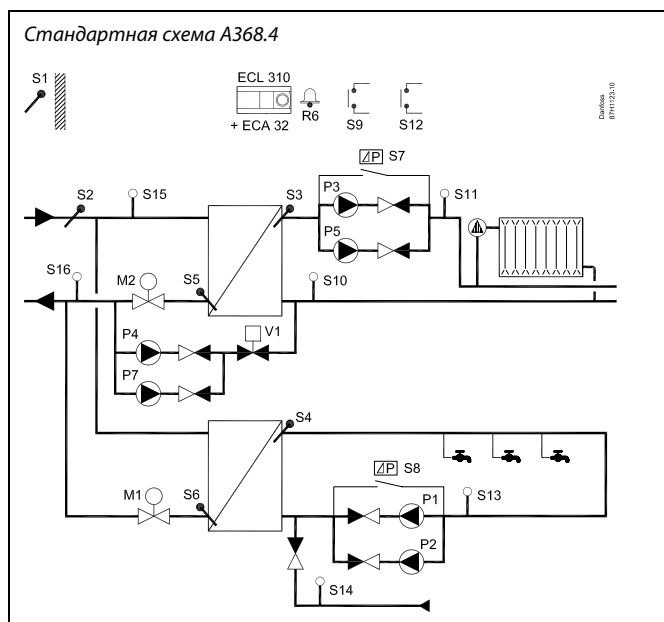 Стандартная схема A368.4
S1
ECL 310
+ ECA 32
R6
S9
S12
Danfoss
87H1123.10
P S7
S2
S15
S3
P3
S11
P5
S16
M2
S5
S10
P4
V1
P7
S4
P S8
M1
S6
P1
S13
P2
S14